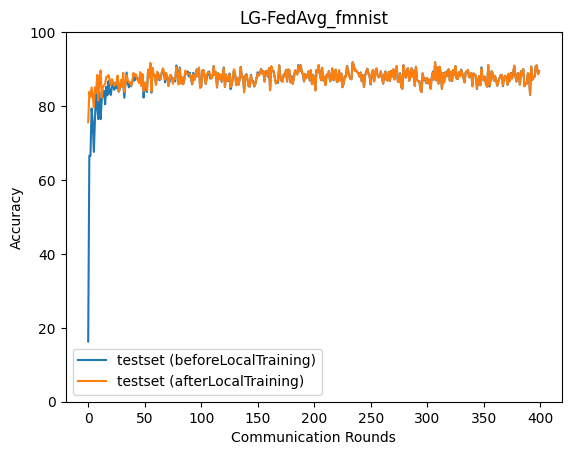 LG-FedAvg_fmnist
100
80
60
40
20
0
Accuracy
testset (beforeLocalTraining)
testset (afterLocalTraining)
0 50 100 150 200 250 300 350 400
Communication Rounds